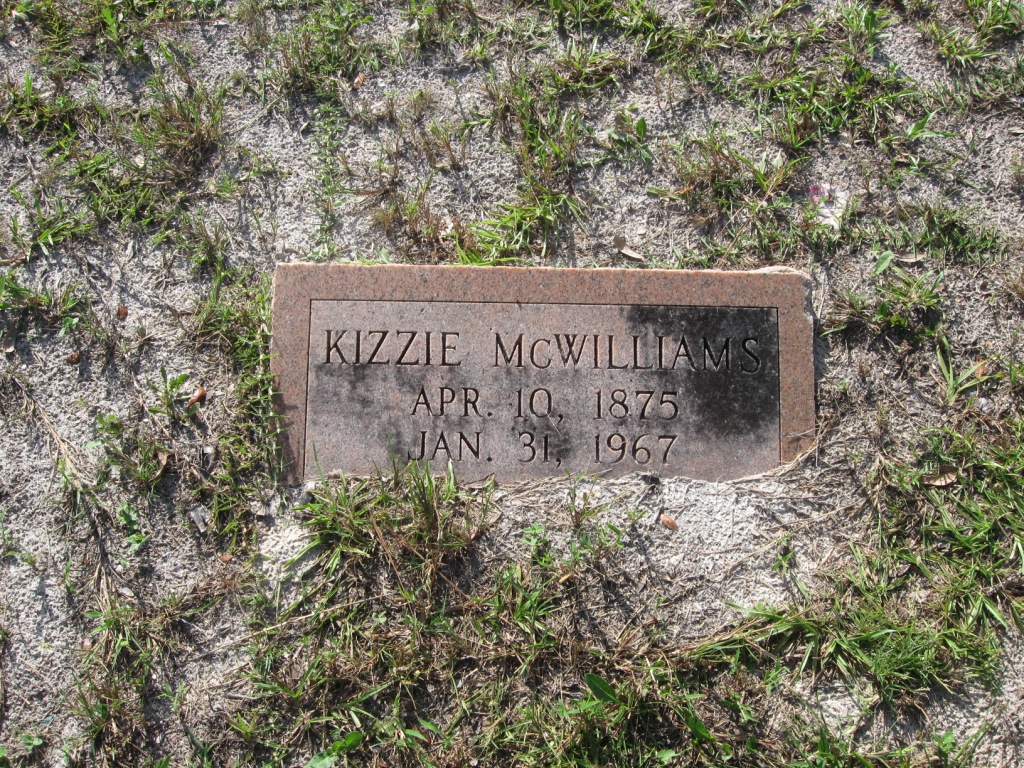 KIZZIE McWILLIAMS
APR. 10, 1875
JAN. 31, 1967